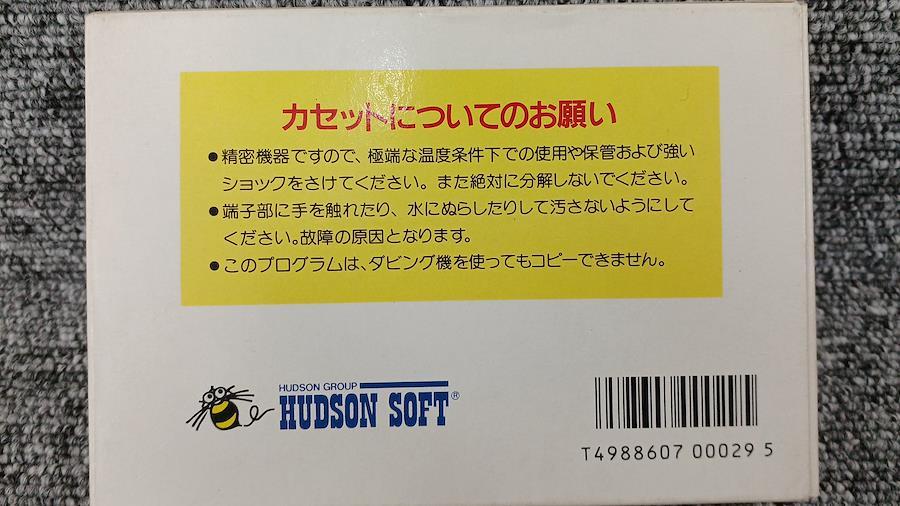 カセットについてのお願い
●精密機器ですので、極端な温度条件下での使用や保管および強い
ショックをさけてください。また絶対に分解しないでください。
●端子部に手を触れたり、水にぬらしたりして汚さないようにして
ください。故障の原因となります。
●このプログラムは、ダビング機を使ってもコピーできません。
HUDSON GROUP
HUDSON SOFT®
T4988607 00029 5